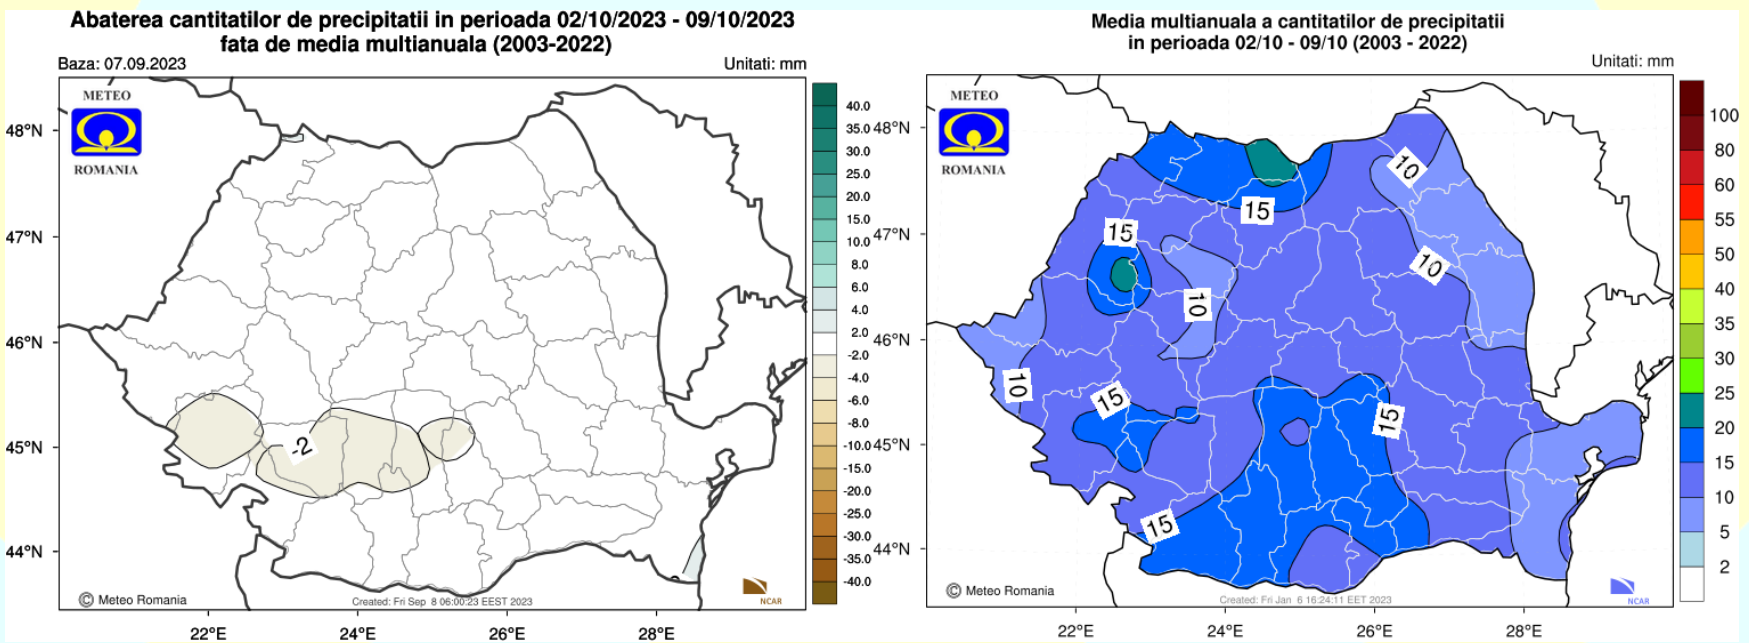 Abaterea cantitatilor de precipitatii in perioada 02/10/2023 - 09/10/2023
fata de media multianuala (2003-2022)
Baza: 07.09.2023
Unitati: mm
METEO
ROMANIA
48°N
47°N
46°N
45°N
44°N
-2
40.0
35.0
30.0
25.0
20.0
15.0
10.0
8.0
6.0
4.0
2.0
-2.0
-4.0
-6.0
-8.0
-10.0
-15.0
-20.0
-25.0
-30.0
-35.0
-40.0
© Meteo Romania
Created: Fri Sep 8 06:00:23 EEST 2023
NCAR
22°E
24°E
26°E
28°E
Media multianuala a cantitatilor de precipitatii
in perioada 02/10 - 09/10 (2003 - 2022)
Unitati: mm
METEO
ROMANIA
48°N
47°N
46°N
45°N
44°N
10
15
15
10
10
10
15
15
15
100
80
60
55
50
40
35
30
25
20
15
10
5
2
© Meteo Romania
Created: Fri Jan 6 16:24:11 EET 2023
NCAR
22°E
24°E
26°E
28°E